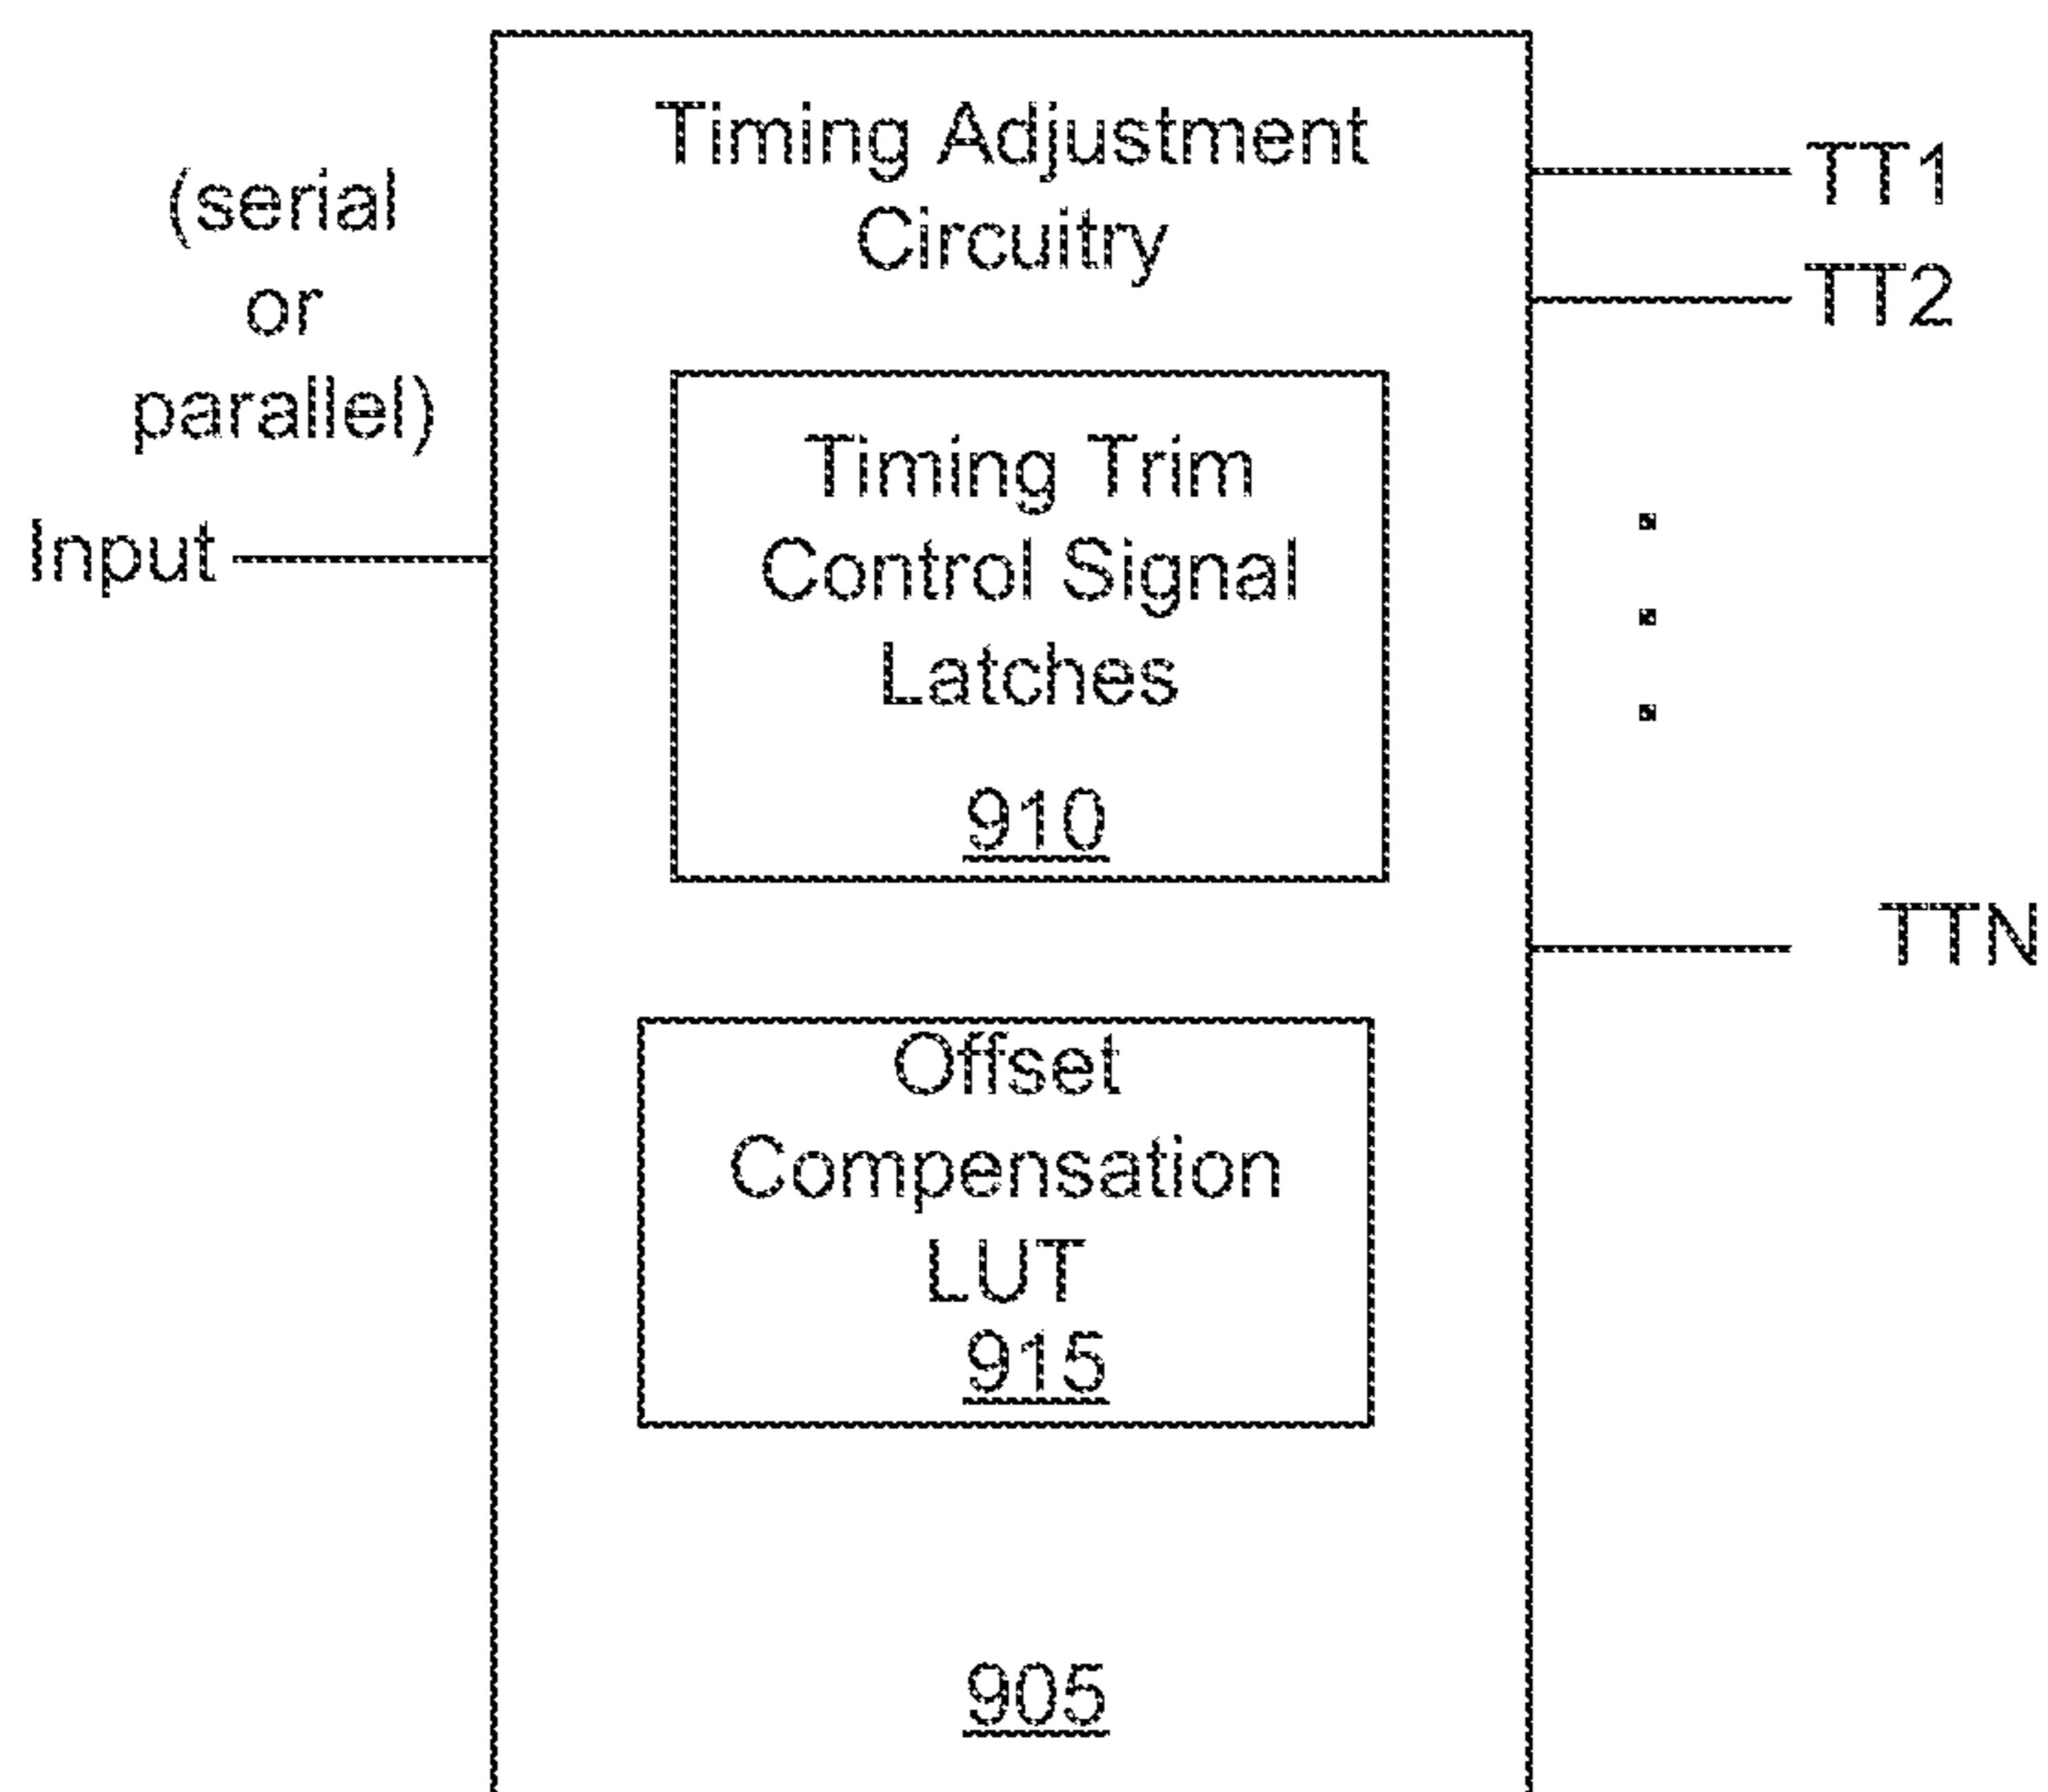 (serial
or
parallel)
Input
Timing Adjustment
Circuitry
Timing Trim
Control Signal
Latches
910
Offset
Compensation
LUT
915
905
TT1
TT2
TTN